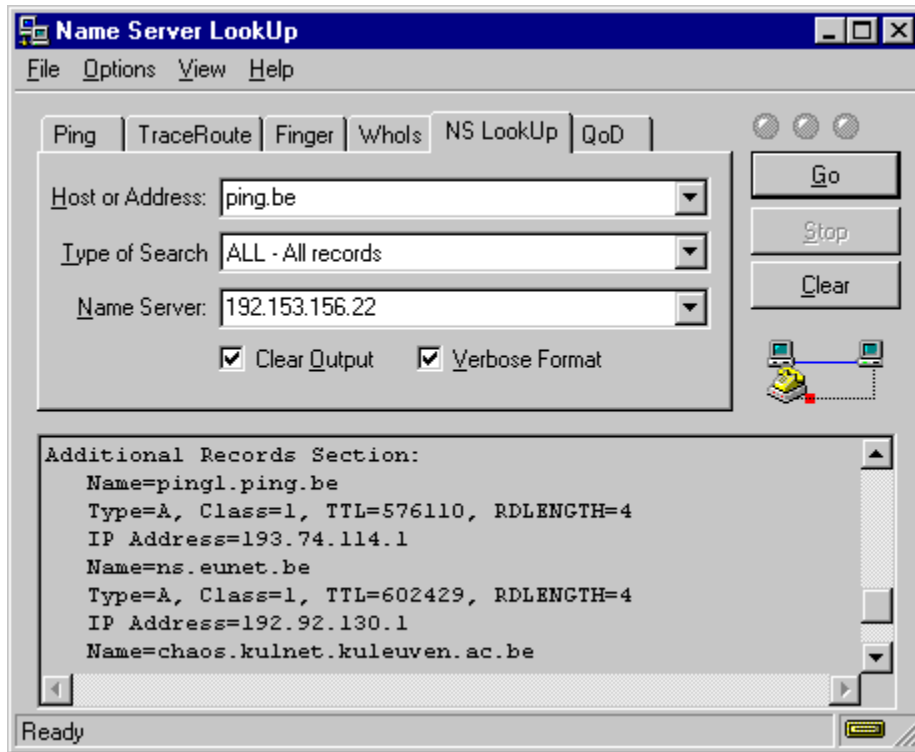 Name Server LookUp
File Options View Help
Ping TraceRoute Finger WhoIs NS LookUp QoD
Host or Address: ping.be
Go
Type of Search ALL - All records
Stop
Name Server: 192.153.156.22
Clear
Clear Output Verbose Format
Additional Records Section:
Name=ping1.ping.be
Type=A, Class=1, TTL=576110, RDLENGTH=4
IP Address=193.74.114.1
Name=ns.eunet.be
Type=A, Class=1, TTL=602429, RDLENGTH=4
IP Address=192.92.130.1
Name=chaos.kulnet.kuleuven.ac.be
Ready